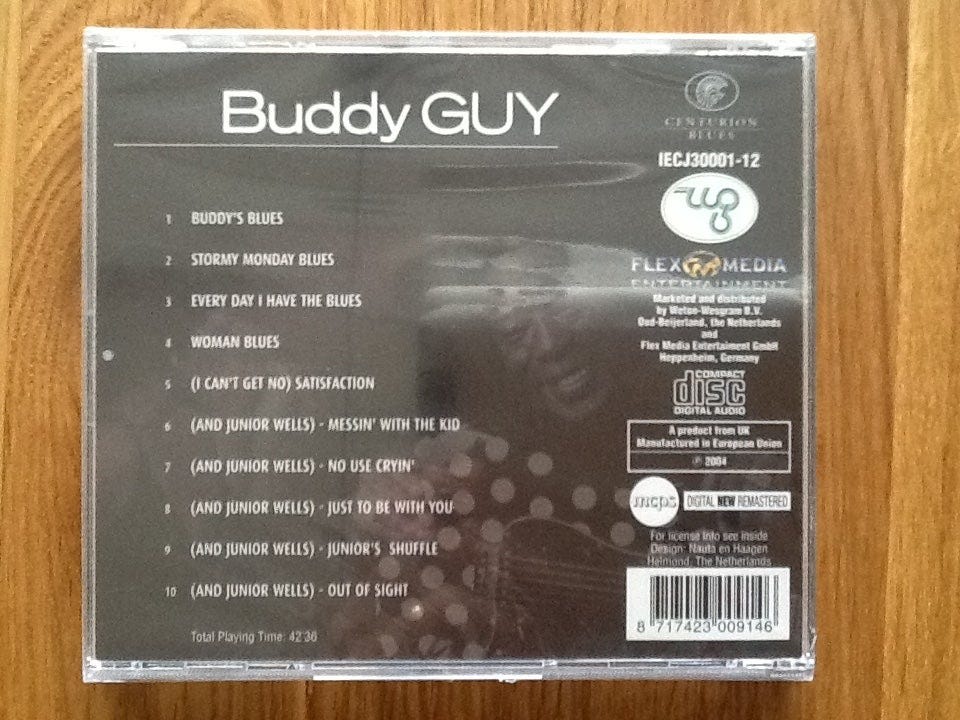 Buddy GUY
1 BUDDY'S BLUES
2 STORMY MONDAY BLUES
3 EVERY DAY I HAVE THE BLUES
4 WOMAN BLUES
5 (I CAN'T GET NO) SATISFACTION
6 (AND JUNIOR WELLS) - MESSIN' WITH THE KID
7 (AND JUNIOR WELLS) - NO USE CRYIN'
8 (AND JUNIOR WELLS) - JUST TO BE WITH YOU
9 (AND JUNIOR WELLS) - JUNIOR'S SHUFFLE
10 (AND JUNIOR WELLS) - OUT OF SIGHT
Total Playing Time: 42'36
CENTURION
BLUES
IECJ30001-12
FLEX MEDIA
ENTERTAINMENT
Marketed and distributed
by Weton-Wesgram B.V.
Oud-Beijerland, the Netherlands
and
Flex Media Entertaiment GmbH
Heppenheim, Germany
COMPACT
disc
DIGITAL AUDIO
A product from UK
Manufactured in European Union
℗ 2004
mcps
DIGITAL NEW REMASTERED
For license info see inside
Design: Nauta en Haagen
Helmond, The Netherlands
8 717423 009146